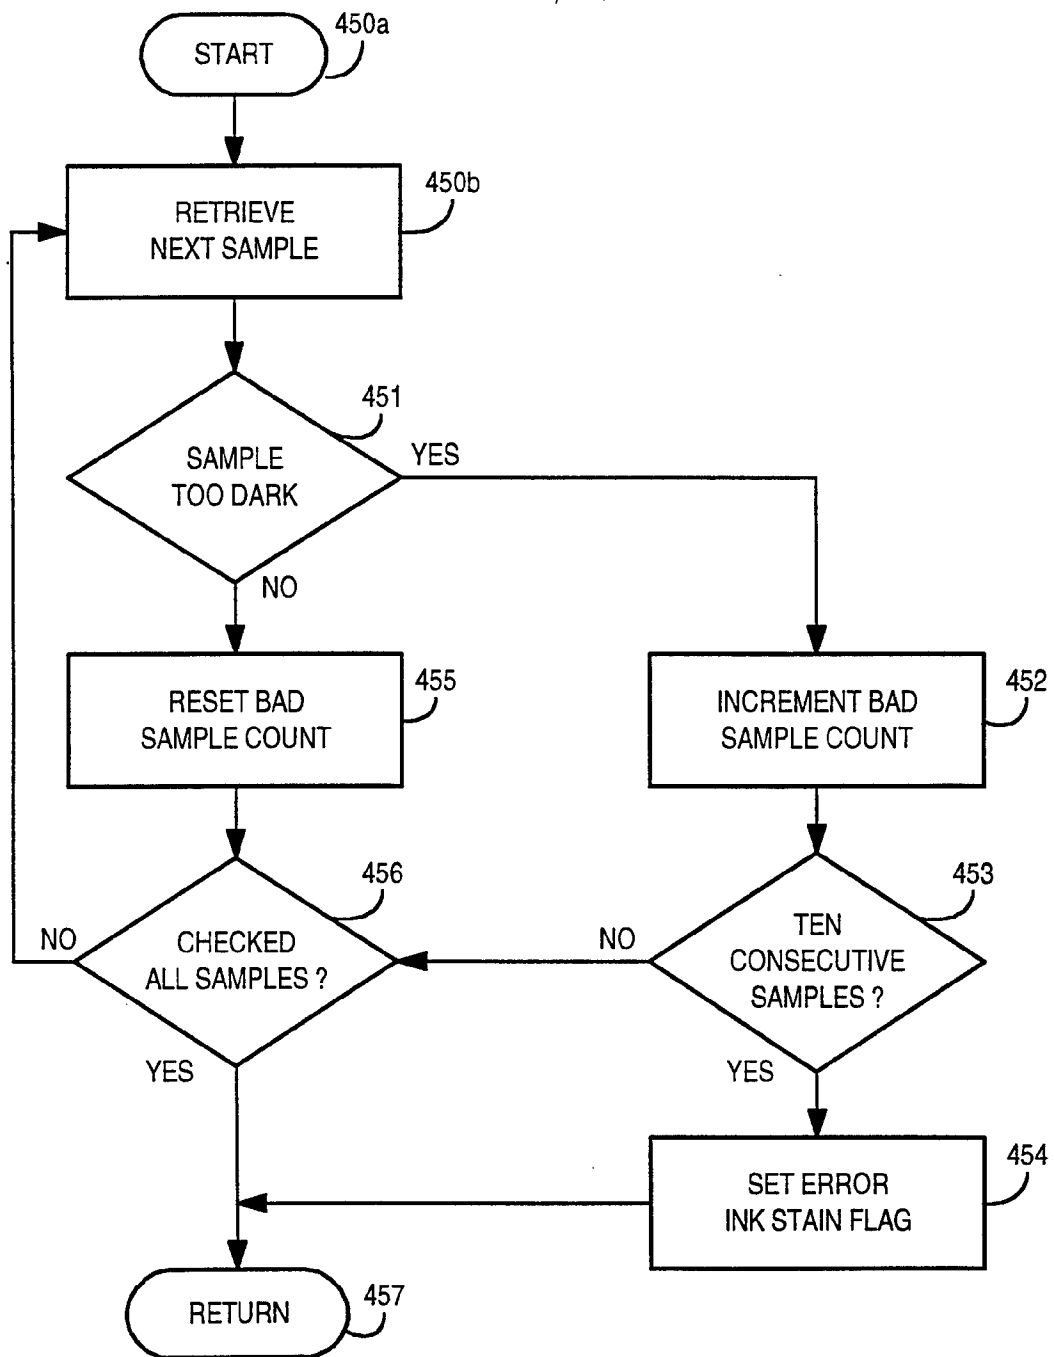 450a
START
450b
RETRIEVE
NEXT SAMPLE
451
SAMPLE
TOO DARK
YES
NO
RESET BAD
SAMPLE COUNT
455
INCREMENT BAD
SAMPLE COUNT
452
456
CHECKED
ALL SAMPLES ?
NO
YES
453
TEN
CONSECUTIVE
SAMPLES ?
NO
YES
SET ERROR
INK STAIN FLAG
454
RETURN
457